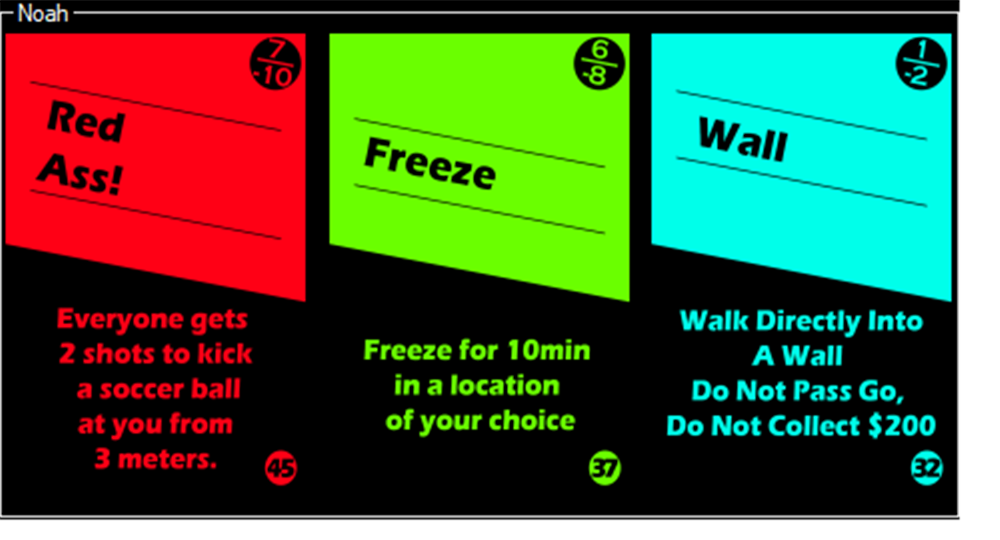 Noah
7
-10
Red
Ass!
Everyone gets
2 shots to kick
a soccer ball
at you from
3 meters.
45
6
-8
Freeze
Freeze for 10min
in a location
of your choice
37
1
-2
Wall
Walk Directly Into
A Wall
Do Not Pass Go,
Do Not Collect $200
32